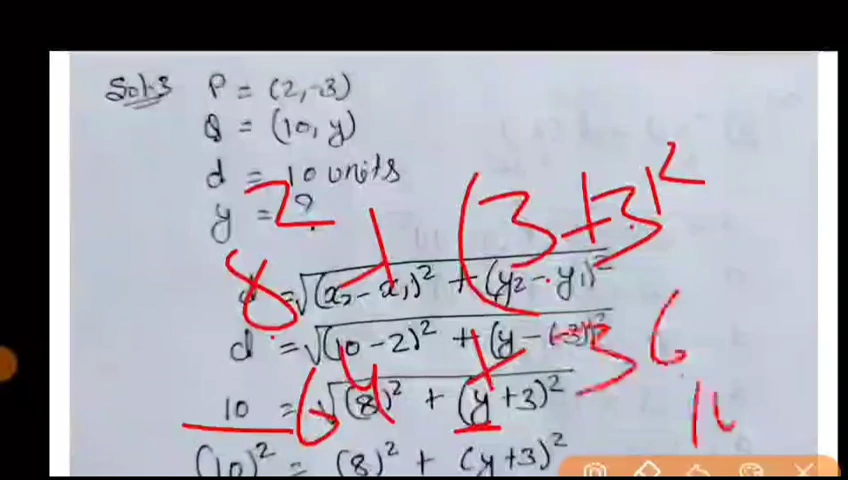 Sol:3 P = (2,-3)
Q = (10, y)
d = 10 units
y = ?
8² + (3+3)²
d = √(x₂ - x₁)² + (y₂ - y₁)²
d = √(10-2)² + (y-(-3))²
64 + 36
10 = √(8)² + (y+3)²
(10)² = (8)² + (y+3)²